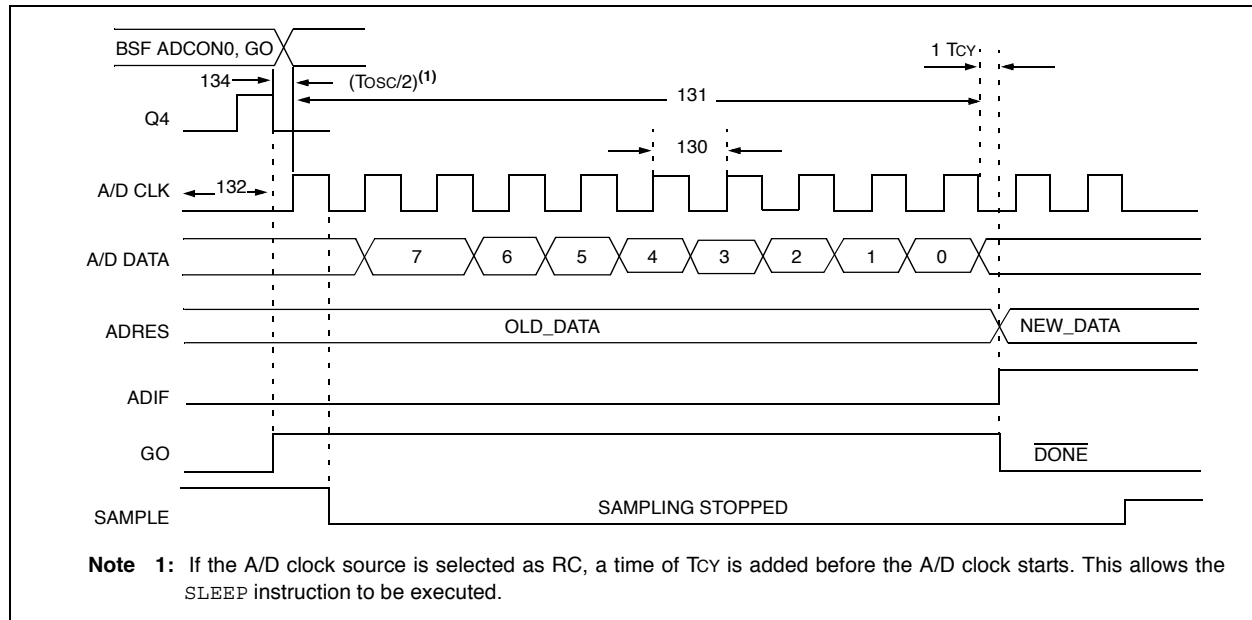 BSF ADCON0, GO
1 TCY
134
(TOSC/2)(1)
131
Q4
130
A/D CLK
132
A/D DATA
7 6 5 4 3 2 1 0
ADRES
OLD_DATA
NEW_DATA
ADIF
GO
DONE
SAMPLE
SAMPLING STOPPED
Note 1: If the A/D clock source is selected as RC, a time of TCY is added before the A/D clock starts. This allows the
SLEEP instruction to be executed.